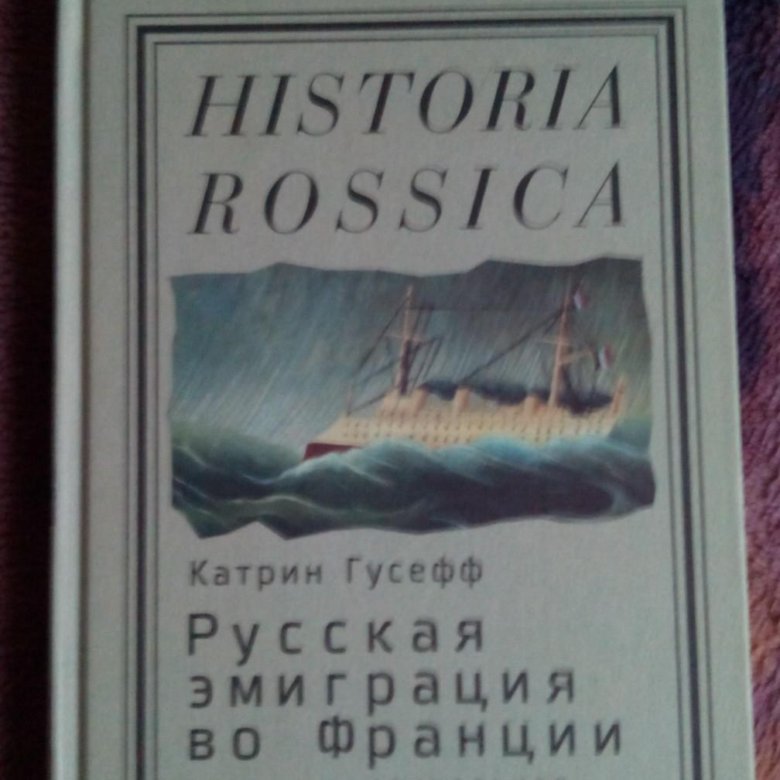 HISTORIA
ROSSICA
Катрин Гусефф
Русская
эмиграция
во Франции